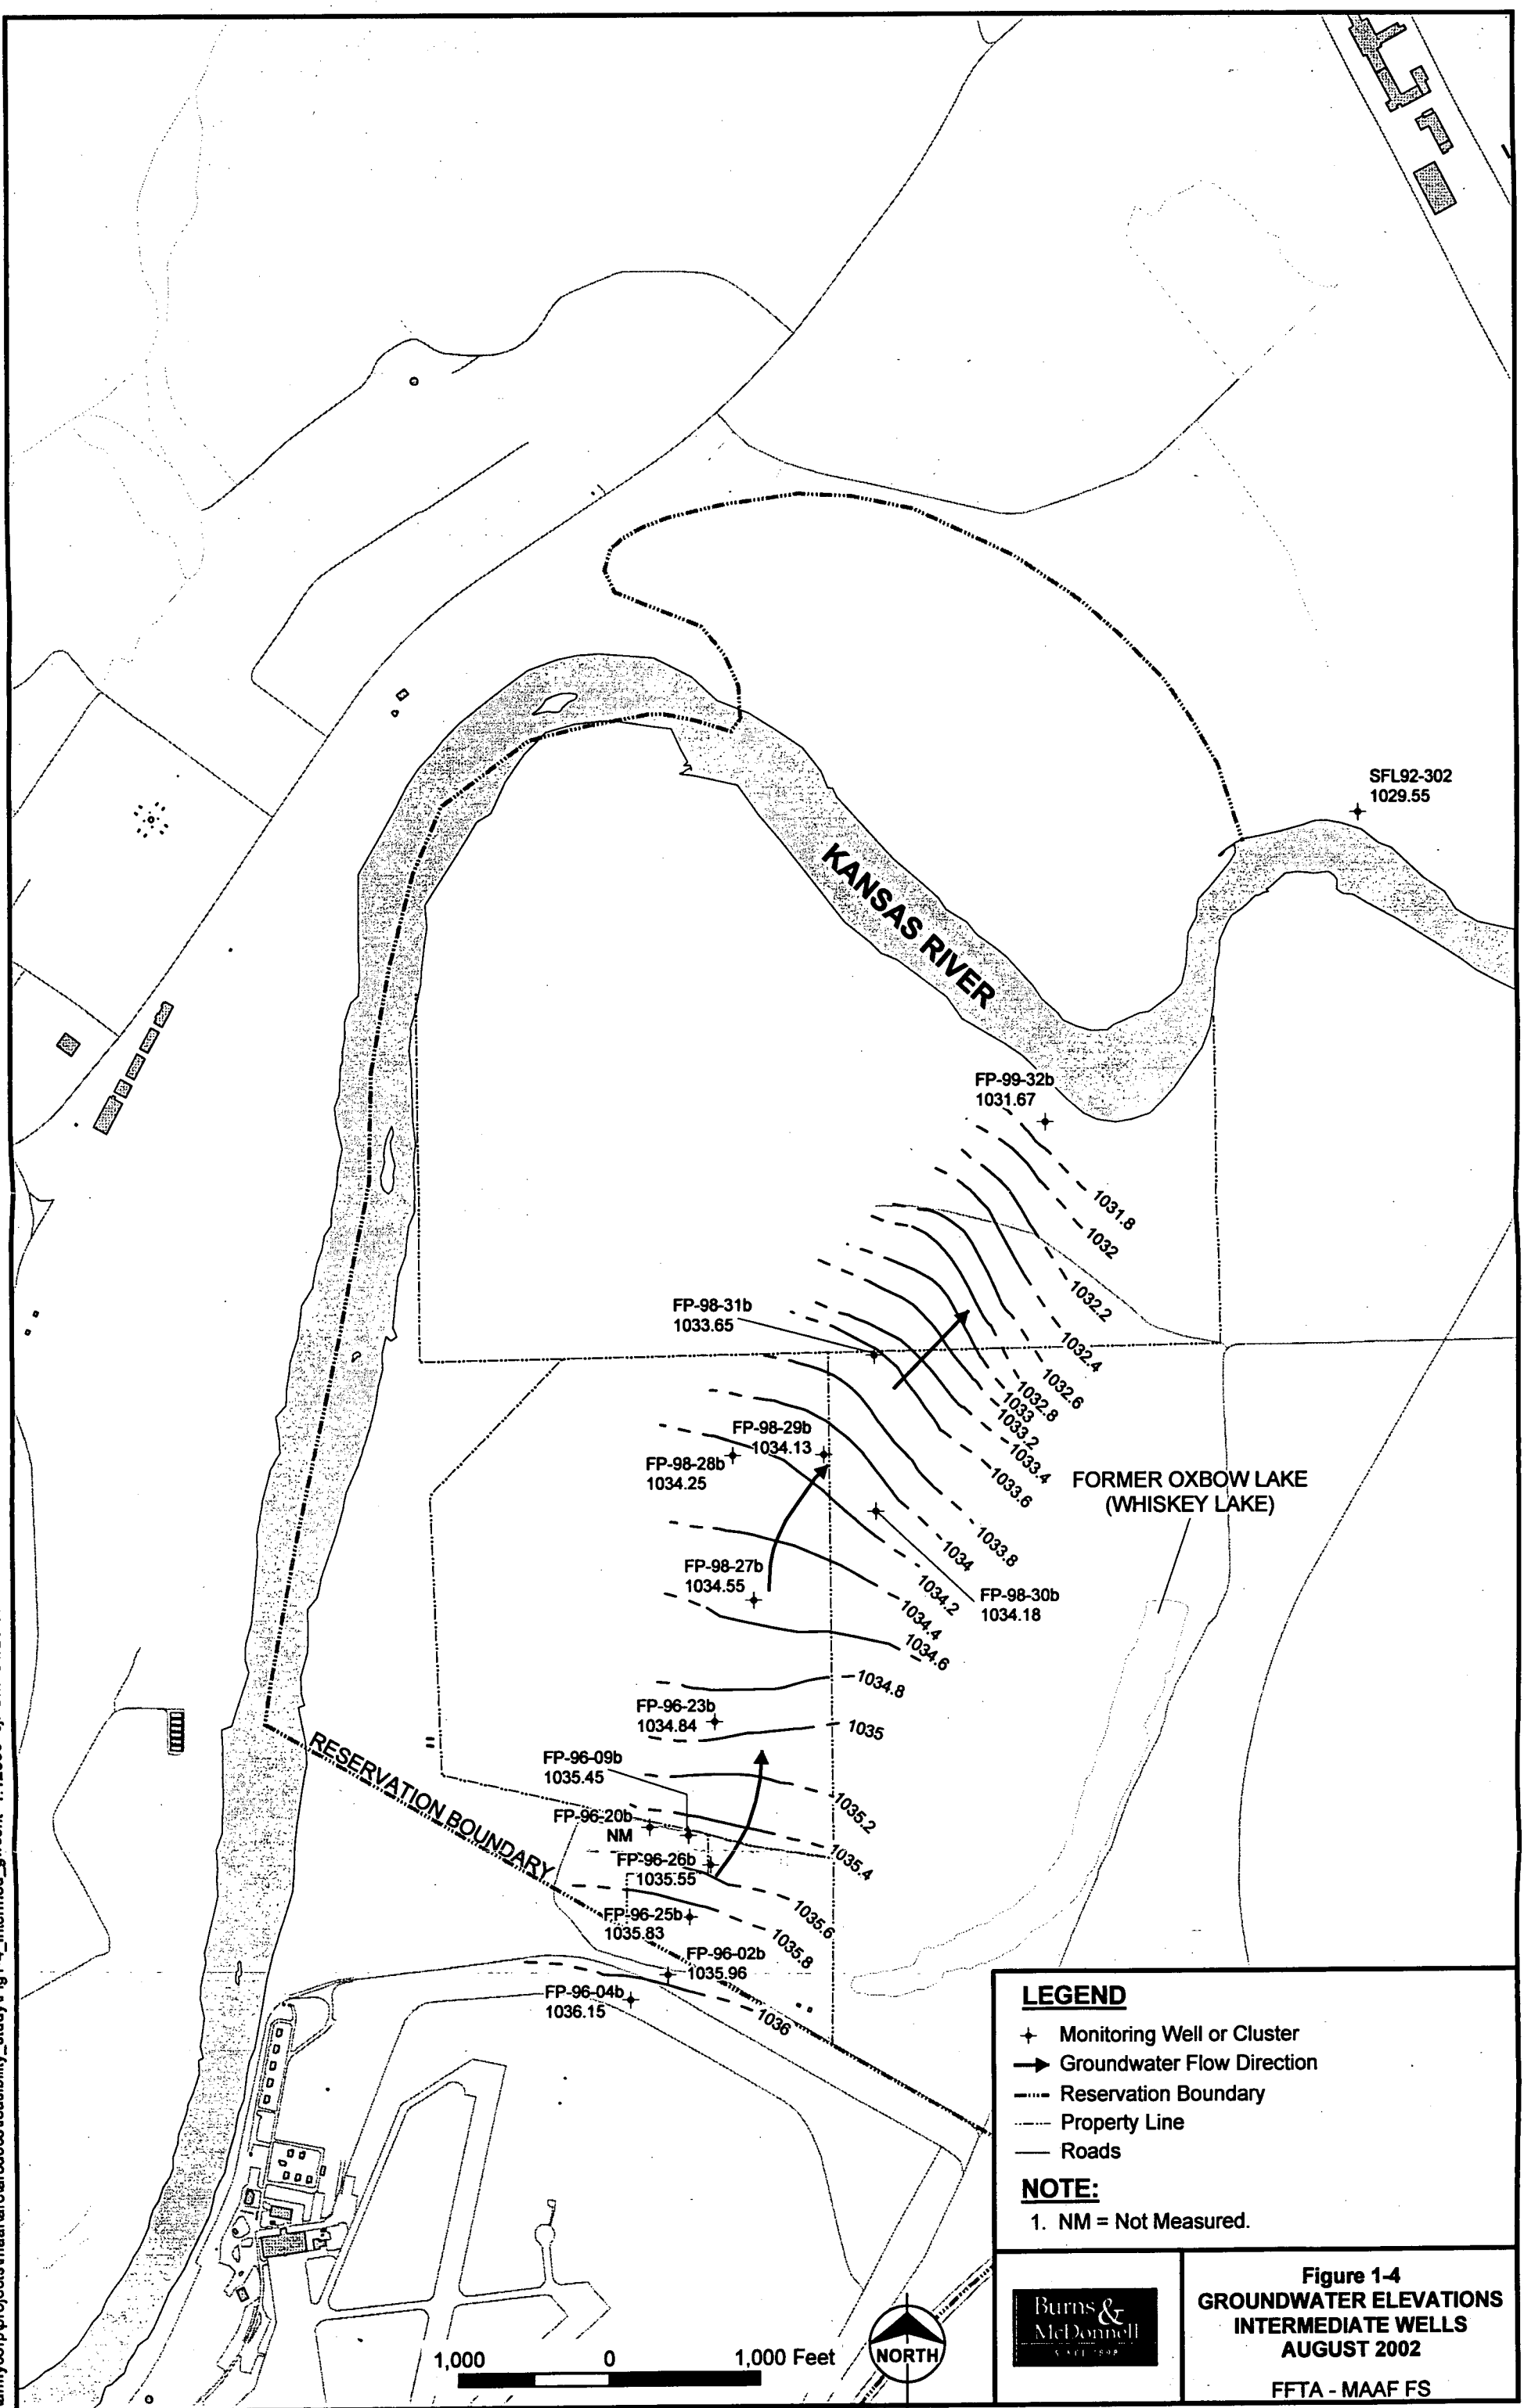 SFL92-302
1029.55
KANSAS RIVER
FP-99-32b
1031.67
1031.8
1032
1032.2
1032.4
1032.6
1032.8
1033
1033.2
1033.4
1033.6
1033.8
1034
1034.2
1034.4
1034.6
1034.8
1035
1035.2
1035.4
1035.6
1035.8
1036
FP-98-31b
1033.65
FP-98-29b
1034.13
FP-98-28b
1034.25
FORMER OXBOW LAKE
(WHISKEY LAKE)
FP-98-27b
1034.55
FP-98-30b
1034.18
FP-96-23b
1034.84
FP-96-09b
1035.45
RESERVATION BOUNDARY
FP-96-20b
NM
FP-96-26b
1035.55
FP-96-25b
1035.83
FP-96-02b
1035.96
FP-96-04b
1036.15
LEGEND
Monitoring Well or Cluster
Groundwater Flow Direction
Reservation Boundary
Property Line
Roads
NOTE:
1. NM = Not Measured.
1,000 0 1,000 Feet
NORTH
Burns &
McDonnell
SINCE 1898
Figure 1-4
GROUNDWATER ELEVATIONS
INTERMEDIATE WELLS
AUGUST 2002
FFTA - MAAF FS